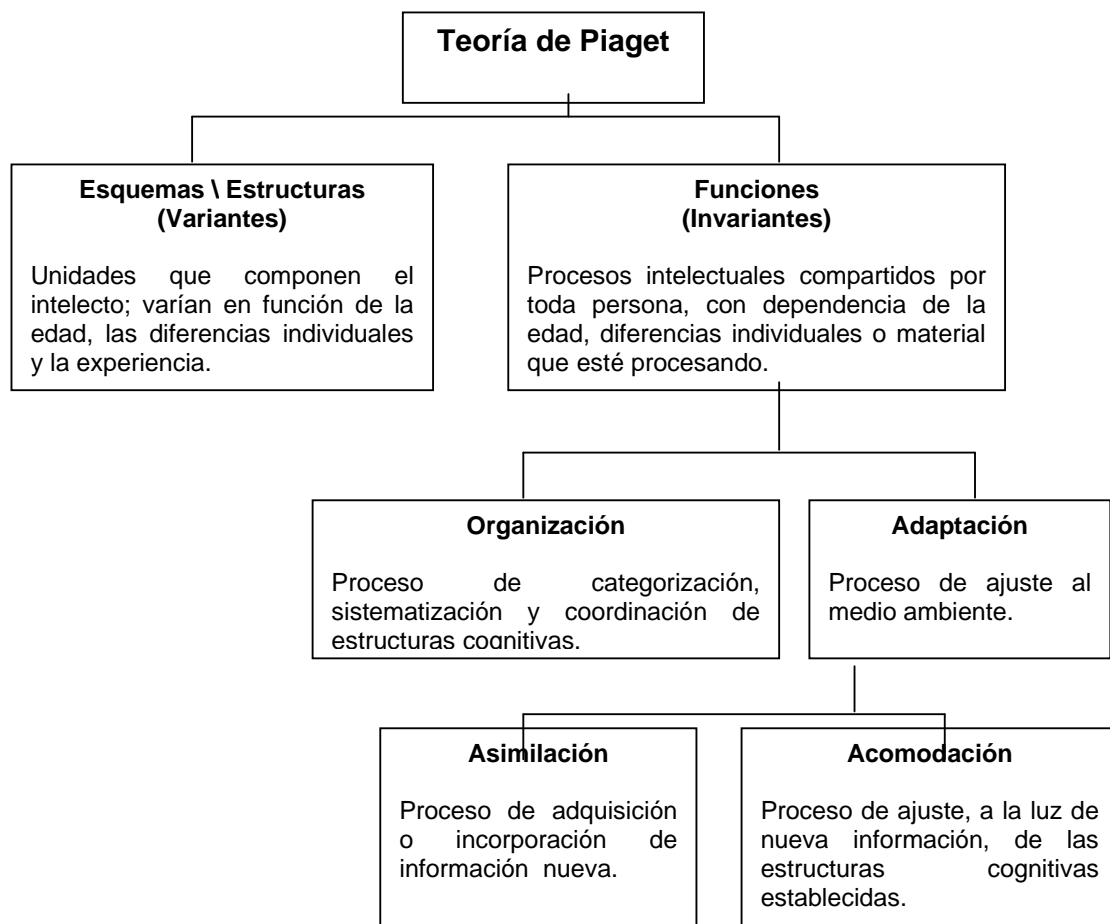 Teoría de Piaget
Esquemas \ Estructuras
(Variantes)
Unidades que componen el
intelecto; varían en función de la
edad, las diferencias individuales
y la experiencia.
Funciones
(Invariantes)
Procesos intelectuales compartidos por
toda persona, con dependencia de la
edad, diferencias individuales o material
que esté procesando.
Organización
Proceso de categorización,
sistematización y coordinación de
estructuras cognitivas.
Adaptación
Proceso de ajuste al
medio ambiente.
Asimilación
Proceso de adquisición
o incorporación de
información nueva.
Acomodación
Proceso de ajuste, a la luz de
nueva información, de las
estructuras cognitivas
establecidas.